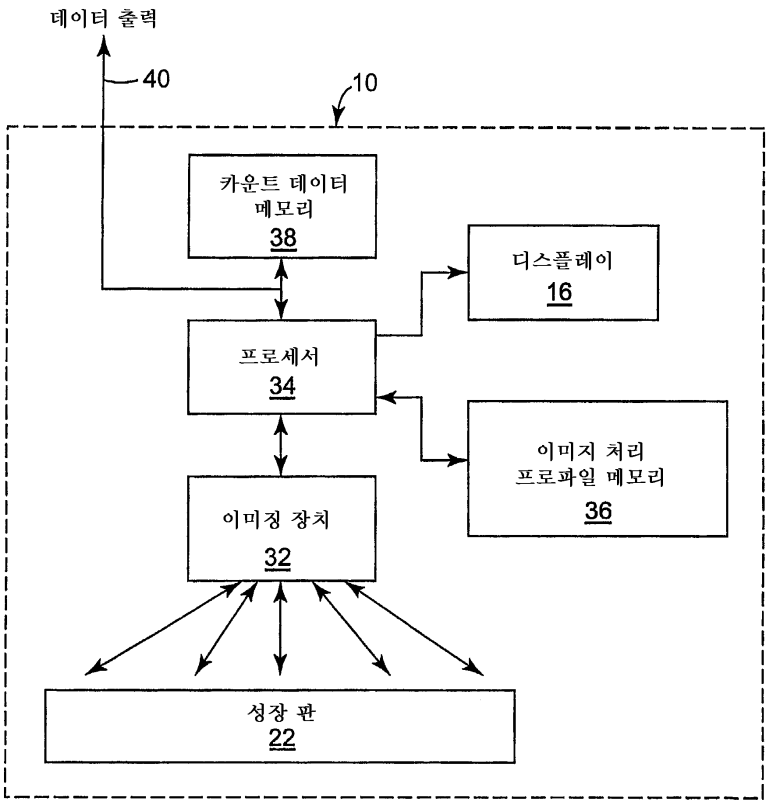 데이터 출력
40
10
카운트 데이터
메모리
38
디스플레이
16
프로세서
34
이미지 처리
프로파일 메모리
36
이미징 장치
32
성장 판
22